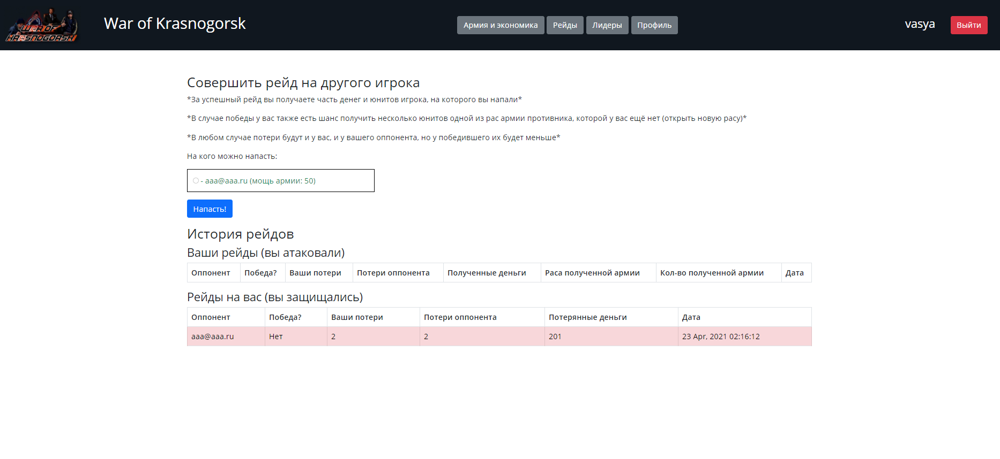 WAR OF
KRASNOGORSK
War of Krasnogorsk
Армия и экономика
Рейды
Лидеры
Профиль
vasya
Выйти
Совершить рейд на другого игрока
*За успешный рейд вы получаете часть денег и юнитов игрока, на которого вы напали*
*В случае победы у вас также есть шанс получить несколько юнитов одной из рас армии противника, которой у вас ещё нет (открыть новую расу)*
*В любом случае потери будут и у вас, и у вашего оппонента, но у победившего их будет меньше*
На кого можно напасть:
- aaa@aaa.ru (мощь армии: 50)
Напасть!
История рейдов
Ваши рейды (вы атаковали)
Оппонент Победа? Ваши потери Потери оппонента Полученные деньги Раса полученной армии Кол-во полученной армии Дата
Рейды на вас (вы защищались)
Оппонент Победа? Ваши потери Потери оппонента Потерянные деньги Дата
aaa@aaa.ru Нет 2 2 201 23 Apr, 2021 02:16:12